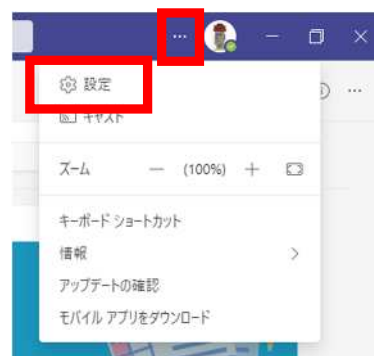 設定
キャスト
ズーム — (100%) +
キーボード ショートカット
情報
アップデートの確認
モバイル アプリをダウンロード